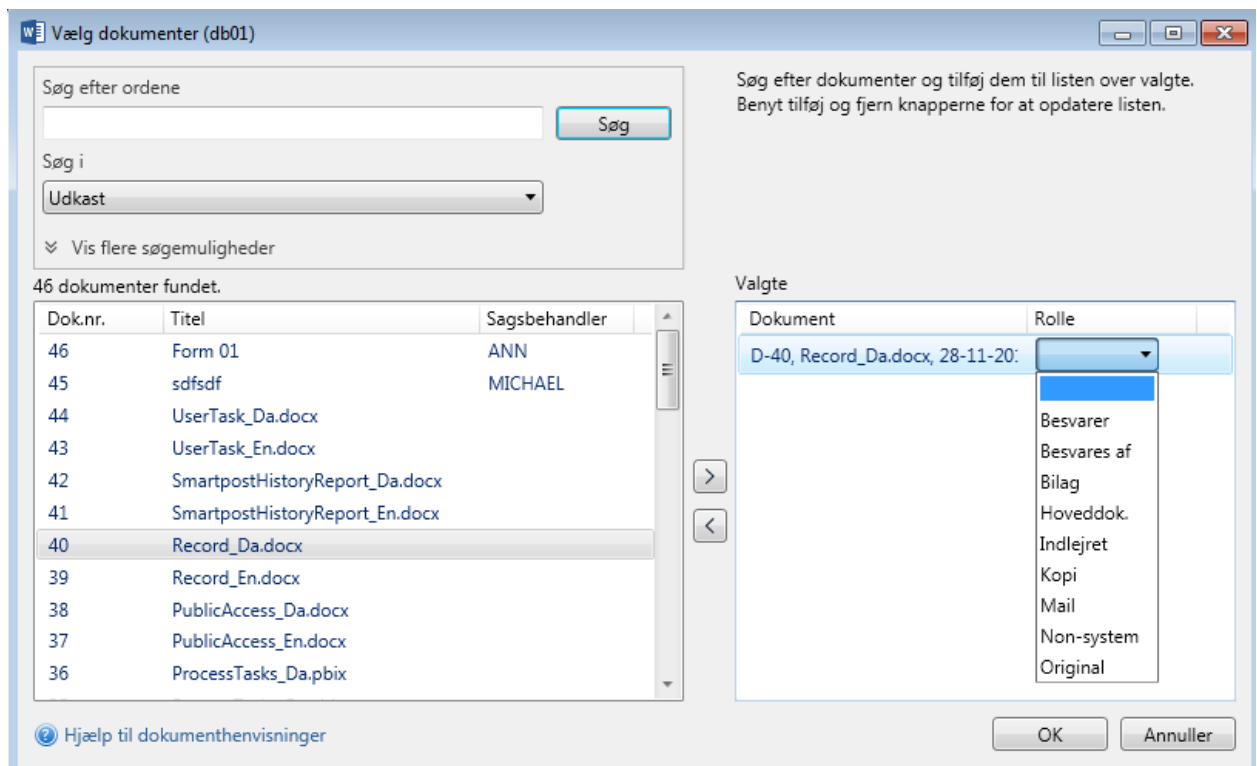 Vælg dokumenter (db01)
Søg efter ordene
Søg
Søg i
Udkast
Vis flere søgemuligheder
Søg efter dokumenter og tilføj dem til listen over valgte.
Benyt tilføj og fjern knapperne for at opdatere listen.
46 dokumenter fundet.
Dok.nr. Titel Sagsbehandler
46 Form 01 ANN
45 sdfsdf MICHAEL
44 UserTask_Da.docx
43 UserTask_En.docx
42 SmartpostHistoryReport_Da.docx
41 SmartpostHistoryReport_En.docx
40 Record_Da.docx
39 Record_En.docx
38 PublicAccess_Da.docx
37 PublicAccess_En.docx
36 ProcessTasks_Da.pbix
>
<
Valgte
Dokument Rolle
D-40, Record_Da.docx, 28-11-20
Besvarer
Besvares af
Bilag
Hoveddok.
Indlejret
Kopi
Mail
Non-system
Original
Hjælp til dokumenthenvisninger
OK Annuller